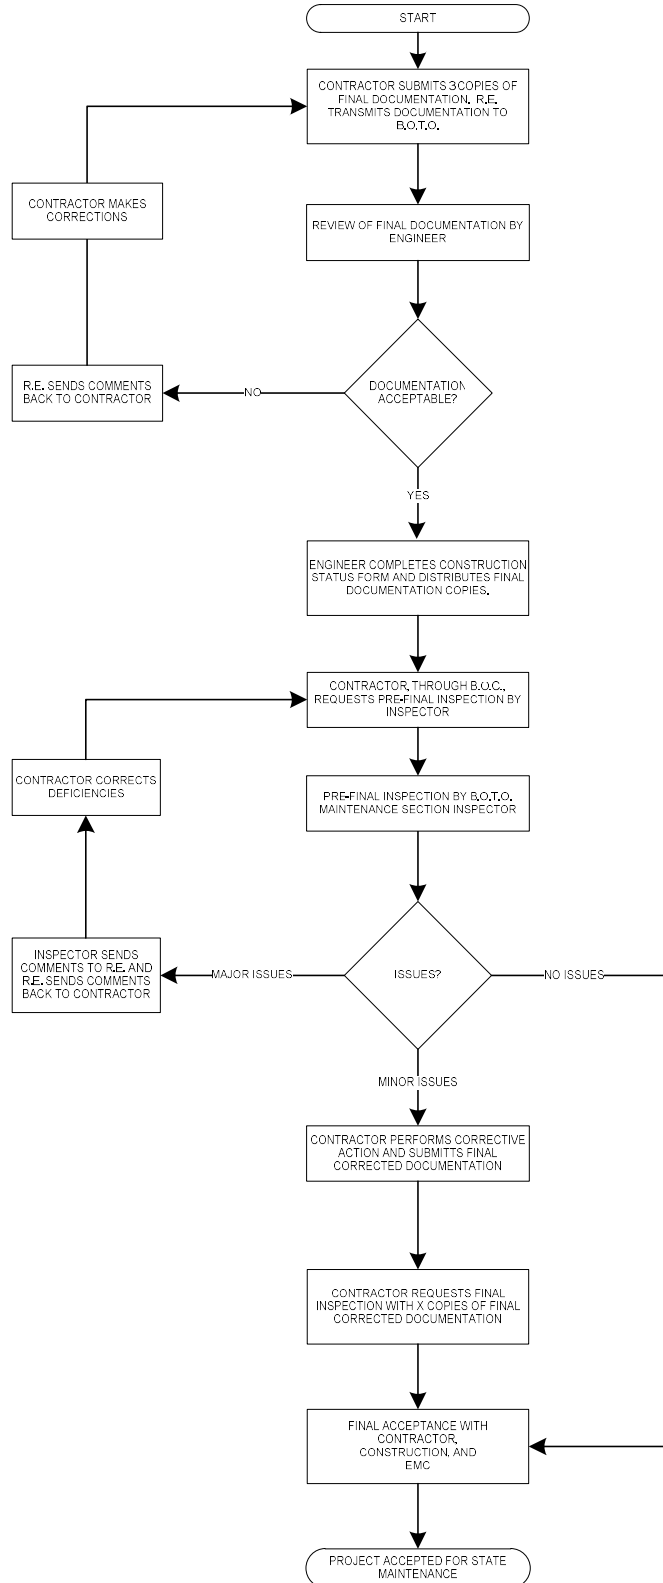 START
CONTRACTOR SUBMITS 3COPIES OF
FINAL DOCUMENTATION. R.E.
TRANSMITS DOCUMENTATION TO
B.O.T.O.
CONTRACTOR MAKES
CORRECTIONS
REVIEW OF FINAL DOCUMENTATION BY
ENGINEER
R.E. SENDS COMMENTS
BACK TO CONTRACTOR
NO
DOCUMENTATION
ACCEPTABLE?
YES
ENGINEER COMPLETES CONSTRUCTION
STATUS FORM AND DISTRIBUTES FINAL
DOCUMENTATION COPIES.
CONTRACTOR, THROUGH B.O.C.,
REQUESTS PRE-FINAL INSPECTION BY
INSPECTOR
CONTRACTOR CORRECTS
DEFICIENCIES
PRE-FINAL INSPECTION BY B.O.T.O.
MAINTENANCE SECTION INSPECTOR
INSPECTOR SENDS
COMMENTS TO R.E. AND
R.E. SENDS COMMENTS
BACK TO CONTRACTOR
MAJOR ISSUES
ISSUES?
NO ISSUES
MINOR ISSUES
CONTRACTOR PERFORMS CORRECTIVE
ACTION AND SUBMITTS FINAL
CORRECTED DOCUMENTATION
CONTRACTOR REQUESTS FINAL
INSPECTION WITH X COPIES OF FINAL
CORRECTED DOCUMENTATION
FINAL ACCEPTANCE WITH
CONTRACTOR,
CONSTRUCTION, AND
EMC
PROJECT ACCEPTED FOR STATE
MAINTENANCE